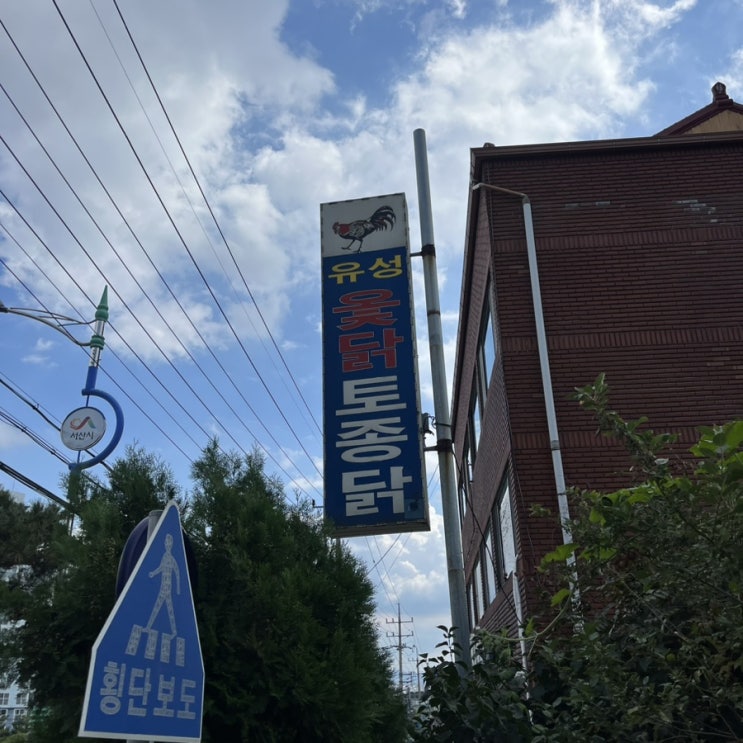 유성
옻닭
토종닭
서산시
횡단보도